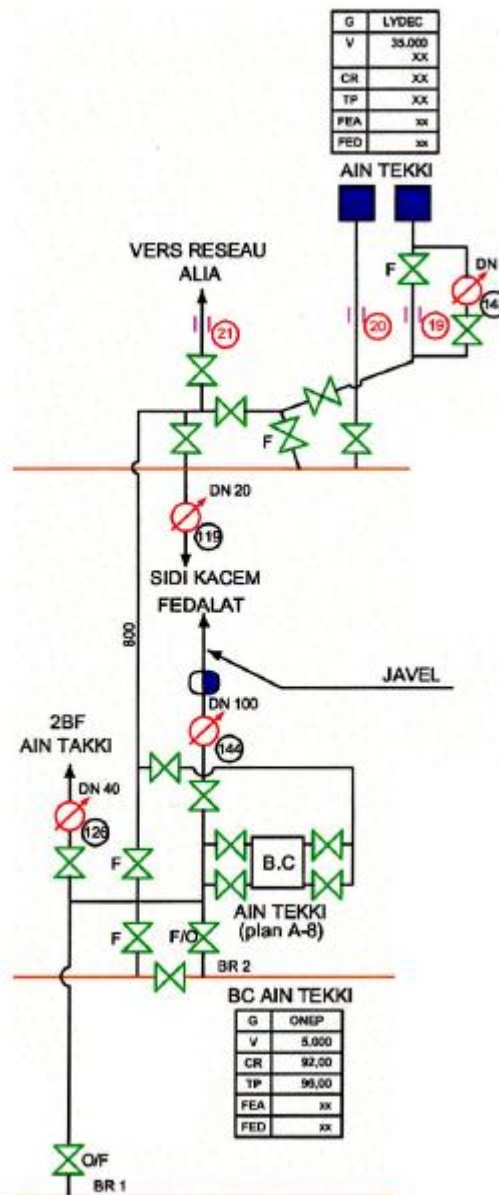 G LYDEC
V 35.000
XX
CR XX
TP XX
FEA xx
FED xx
AIN TEKKI
VERS RESEAU
ALIA
F
DN
21
20
19
F
DN 20
119
SIDI KACEM
FEDALAT
800
JAVEL
DN 100
144
2BF
AIN TAKKI
DN 40
126
B.C
F
AIN TEKKI
(plan A-8)
F
F/O
BR 2
BC AIN TEKKI
G ONEP
V 5.000
CR 92,00
TP 96,00
FEA xx
FED xx
O/F
BR 1